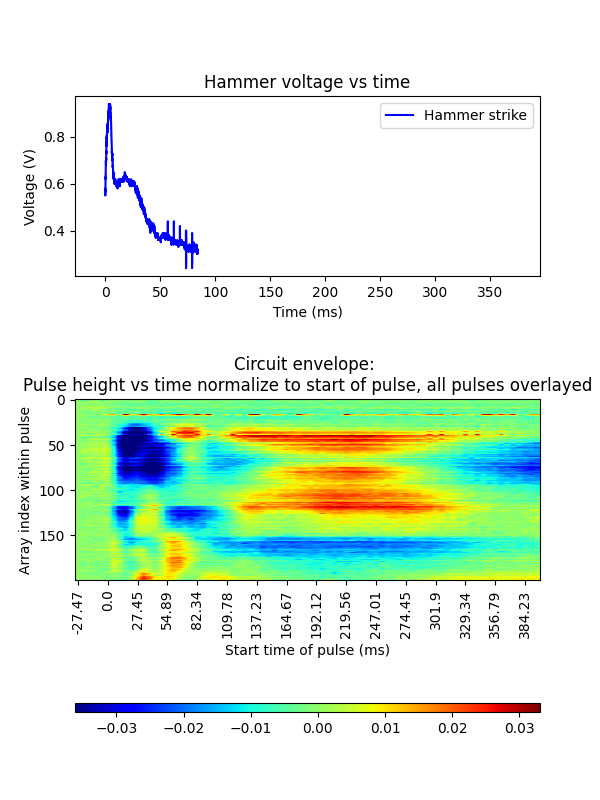 Hammer voltage vs time
Hammer strike
Voltage (V)
0.8
0.6
0.4
0 50 100 150 200 250 300 350
Time (ms)
Circuit envelope:
Pulse height vs time normalize to start of pulse, all pulses overlayed
Array index within pulse
0
50
100
150
-27.47 0.0 27.45 54.89 82.34 109.78 137.23 164.67 192.12 219.56 247.01 274.45 301.9 329.34 356.79 384.23
Start time of pulse (ms)
−0.03 −0.02 −0.01 0.00 0.01 0.02 0.03